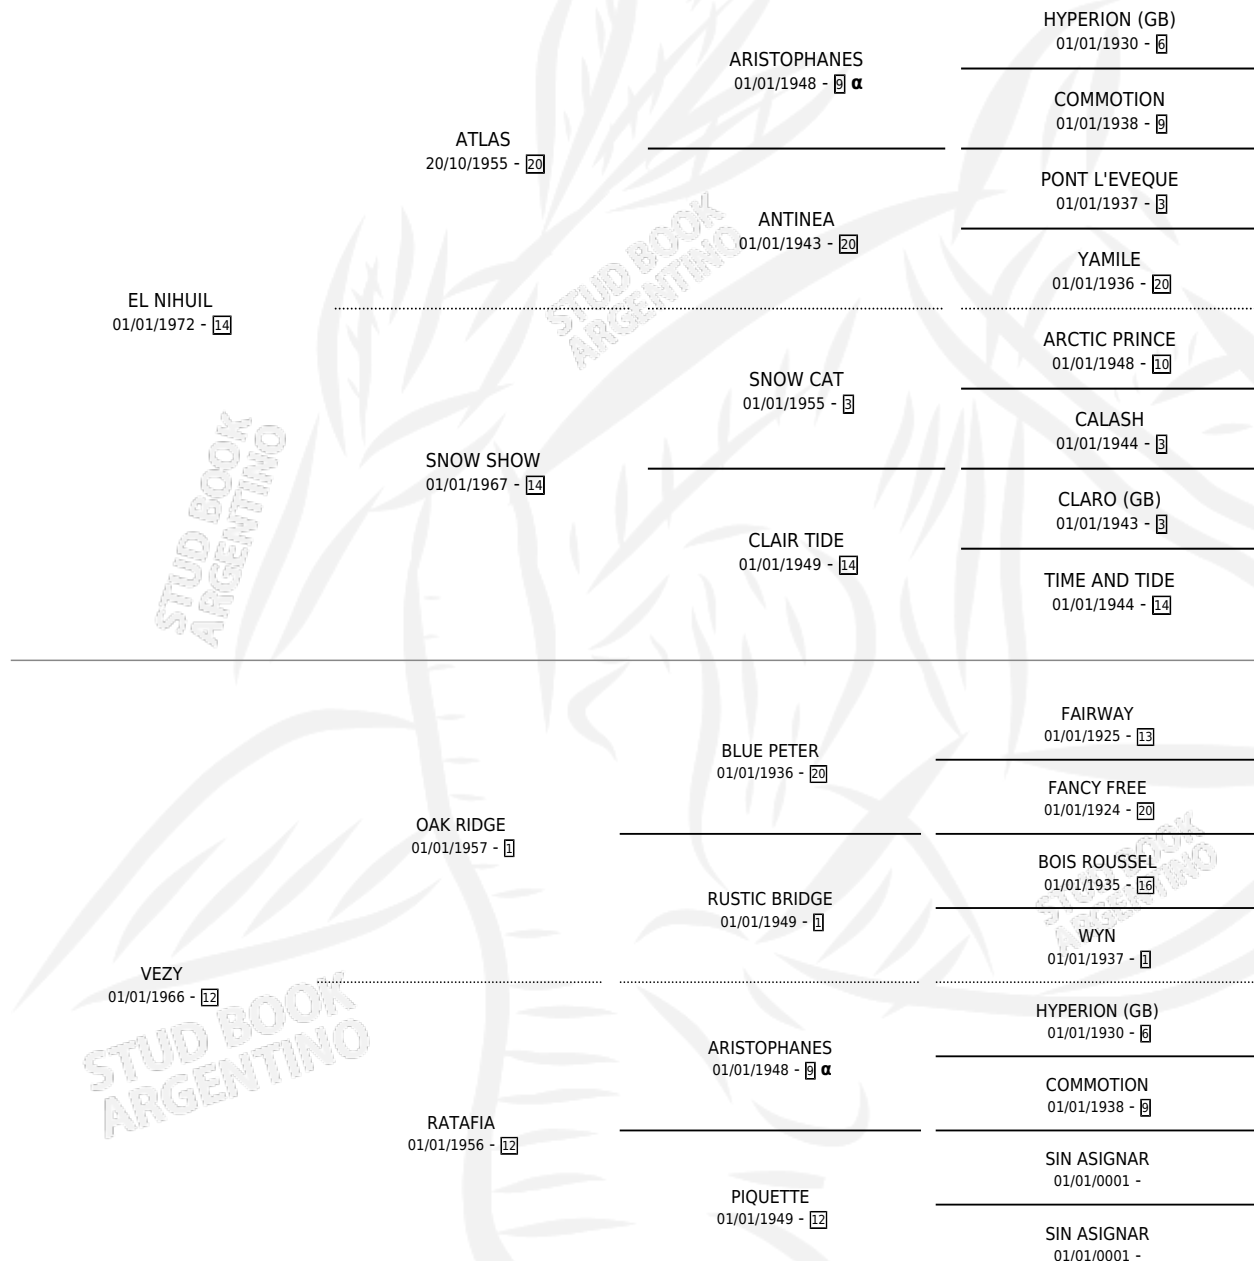 HYPERION (GB)
01/01/1930 - 6
ARISTOPHANES
01/01/1948 - 9 α
COMMOTION
01/01/1938 - 9
ATLAS
20/10/1955 - 20
PONT L'EVEQUE
01/01/1937 - 3
ANTINEA
01/01/1943 - 20
YAMILE
01/01/1936 - 20
EL NIHUIL
01/01/1972 - 14
ARCTIC PRINCE
01/01/1948 - 10
SNOW CAT
01/01/1955 - 3
CALASH
01/01/1944 - 3
SNOW SHOW
01/01/1967 - 14
CLARO (GB)
01/01/1943 - 3
CLAIR TIDE
01/01/1949 - 14
TIME AND TIDE
01/01/1944 - 14
STUD BOOK
ARGENTINO
STUD BOOK
ARGENTINO
FAIRWAY
01/01/1925 - 13
BLUE PETER
01/01/1936 - 20
FANCY FREE
01/01/1924 - 20
OAK RIDGE
01/01/1957 - 1
BOIS ROUSSEL
01/01/1935 - 16
RUSTIC BRIDGE
01/01/1949 - 1
WYN
01/01/1937 - 1
VEZY
01/01/1966 - 12
HYPERION (GB)
01/01/1930 - 6
ARISTOPHANES
01/01/1948 - 9 α
COMMOTION
01/01/1938 - 9
RATAFIA
01/01/1956 - 12
SIN ASIGNAR
01/01/0001 -
PIQUETTE
01/01/1949 - 12
SIN ASIGNAR
01/01/0001 -
STUD BOOK
ARGENTINO
STUD BOOK
ARGENTINO